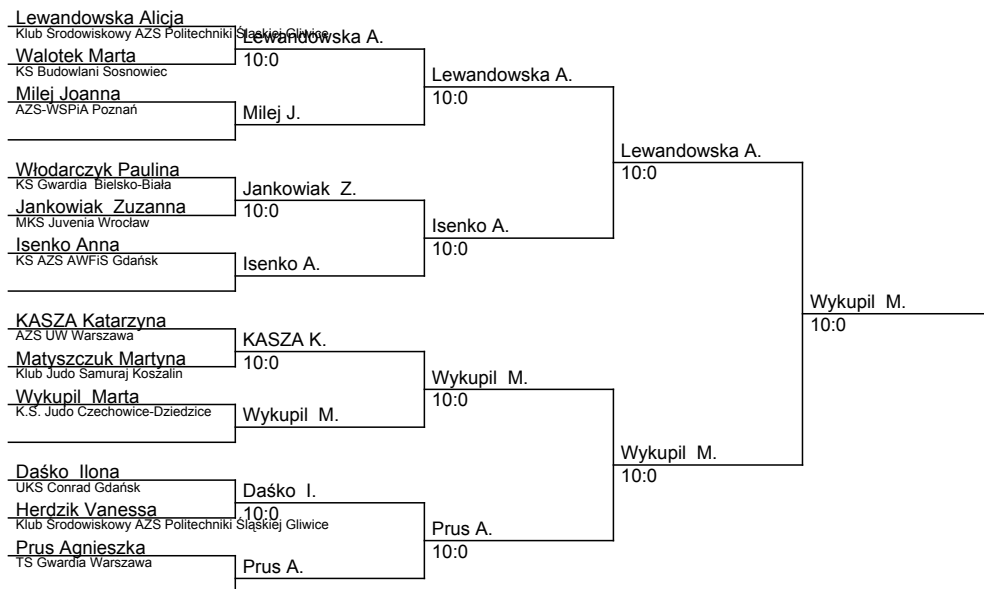 Lewandowska Alicja
Klub Środowiskowy AZS Politechniki Śląskiej Gliwice
Walotek Marta
KS Budowlani Sosnowiec
Milej Joanna
AZS-WSPiA Poznań
Włodarczyk Paulina
KS Gwardia  Bielsko-Biała
Jankowiak  Zuzanna
MKS Juvenia Wrocław
Isenko Anna
KS AZS AWFiS Gdańsk
KASZA Katarzyna
AZS UW Warszawa
Matyszczuk Martyna
Klub Judo Samuraj Koszalin
Wykupil  Marta
K.S. Judo Czechowice-Dziedzice
Daśko  Ilona
UKS Conrad Gdańsk
Herdzik Vanessa
Klub Środowiskowy AZS Politechniki Śląskiej Gliwice
Prus Agnieszka
TS Gwardia Warszawa
Lewandowska A.
10:0
Milej J.
Jankowiak  Z.
10:0
Isenko A.
KASZA K.
10:0
Wykupil  M.
Daśko  I.
10:0
Prus A.
Lewandowska A.
10:0
Isenko A.
10:0
Wykupil  M.
10:0
Prus A.
10:0
Lewandowska A.
10:0
Wykupil  M.
10:0
Wykupil  M.
10:0